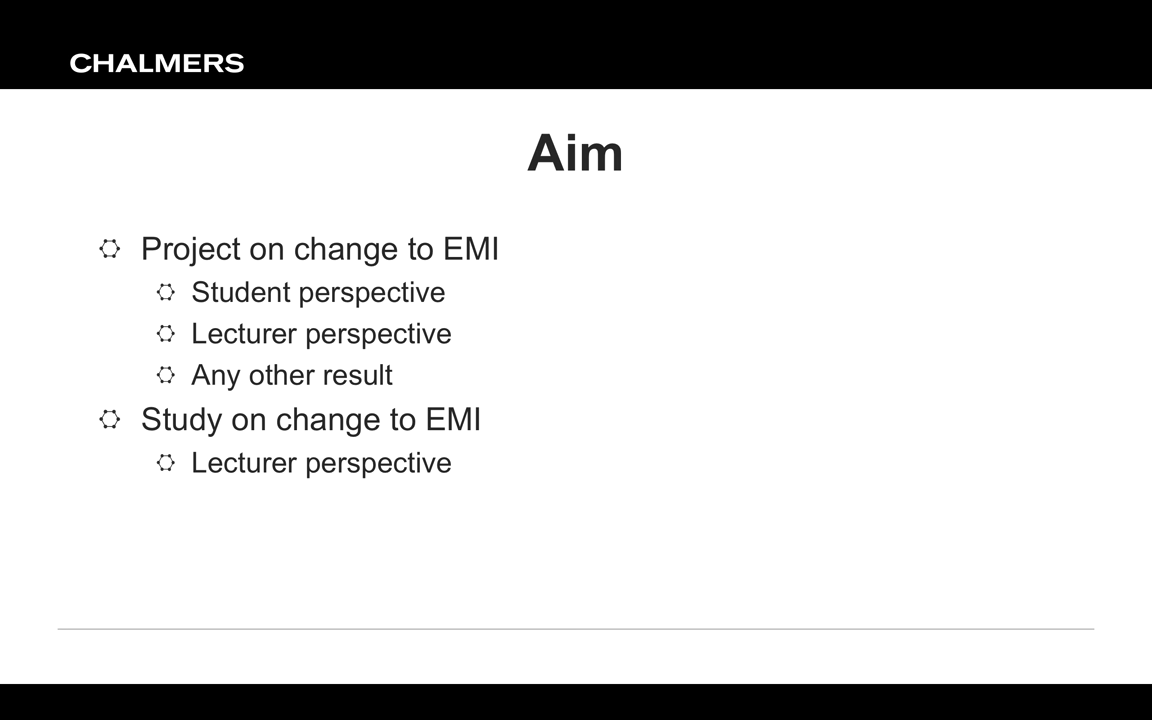 CHALMERS
Aim
Project on change to EMI
Student perspective
Lecturer perspective
Any other result
Study on change to EMI
Lecturer perspective